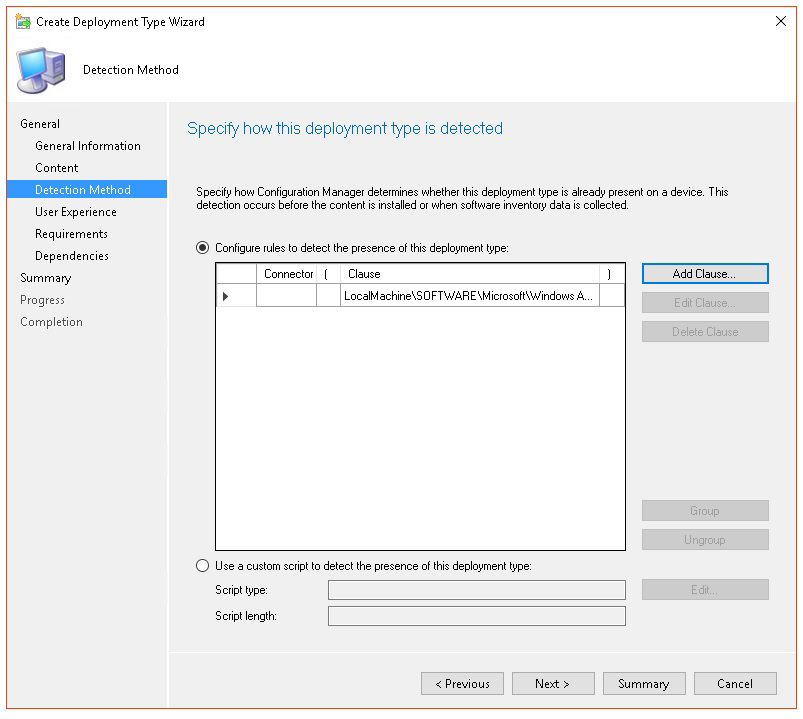 Create Deployment Type Wizard
Detection Method
General
General Information
Content
Detection Method
User Experience
Requirements
Dependencies
Summary
Progress
Completion
Specify how this deployment type is detected
Specify how Configuration Manager determines whether this deployment type is already present on a device. This
detection occurs before the content is installed or when software inventory data is collected.
Configure rules to detect the presence of this deployment type:
Connector ( Clause )
LocalMachine\SOFTWARE\Microsoft\Windows A...
Add Clause...
Edit Clause...
Delete Clause
Group
Ungroup
Use a custom script to detect the presence of this deployment type:
Script type:
Edit...
Script length:
< Previous
Next >
Summary
Cancel